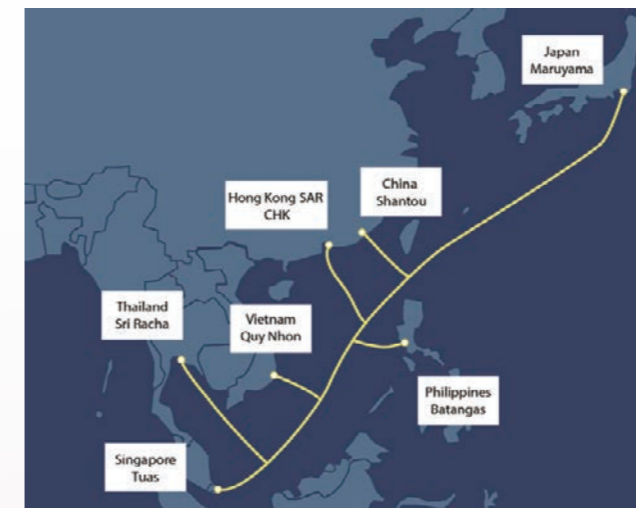 Japan
Maruyama
China
Shantou
Hong Kong SAR
CHK
Thailand
Sri Racha
Vietnam
Quy Nhon
Philippines
Batangas
Singapore
Tuas